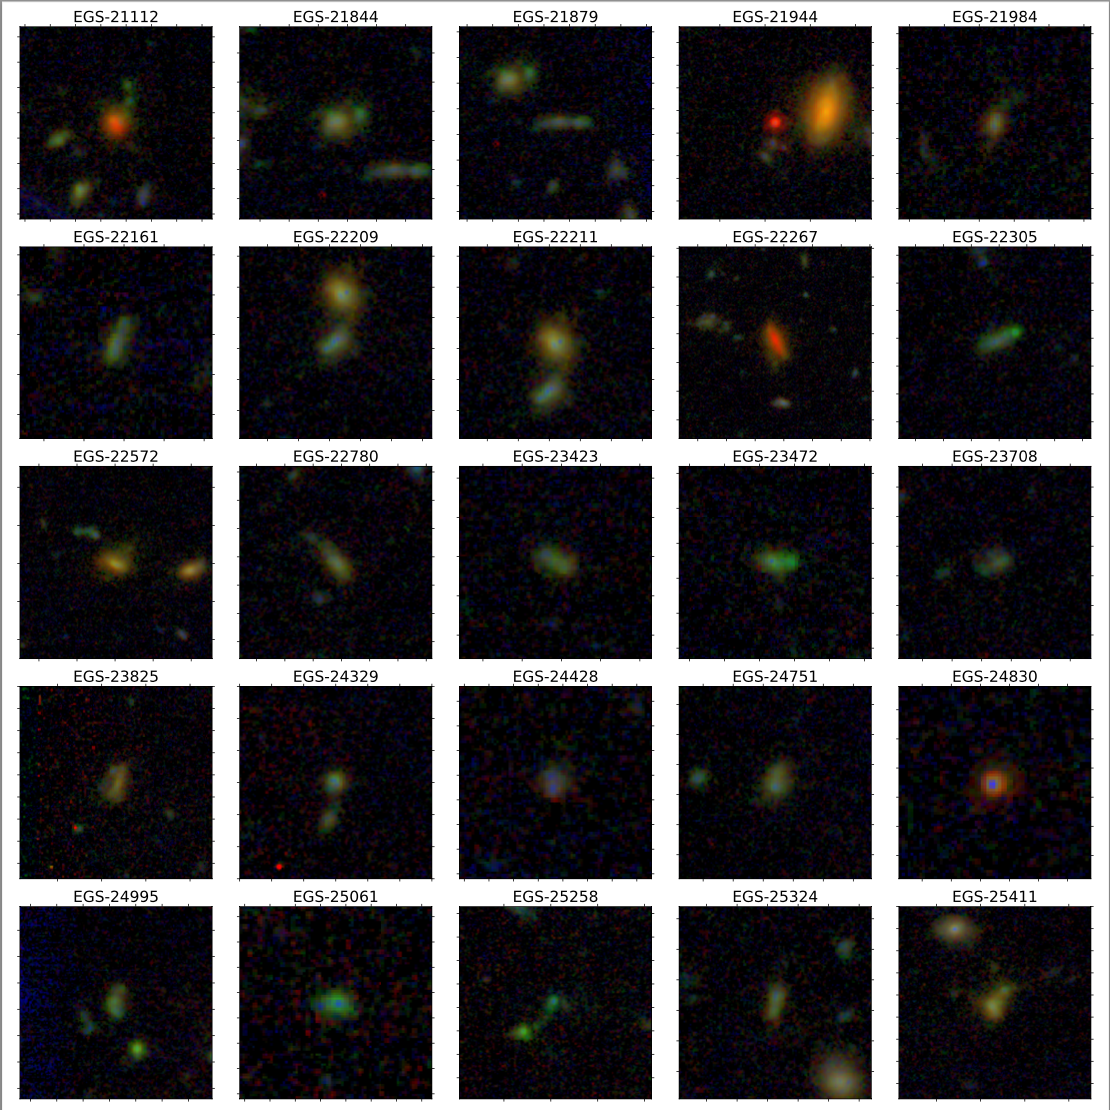 EGS-21112 EGS-21844 EGS-21879 EGS-21944 EGS-21984
EGS-22161 EGS-22209 EGS-22211 EGS-22267 EGS-22305
EGS-22572 EGS-22780 EGS-23423 EGS-23472 EGS-23708
EGS-23825 EGS-24329 EGS-24428 EGS-24751 EGS-24830
EGS-24995 EGS-25061 EGS-25258 EGS-25324 EGS-25411